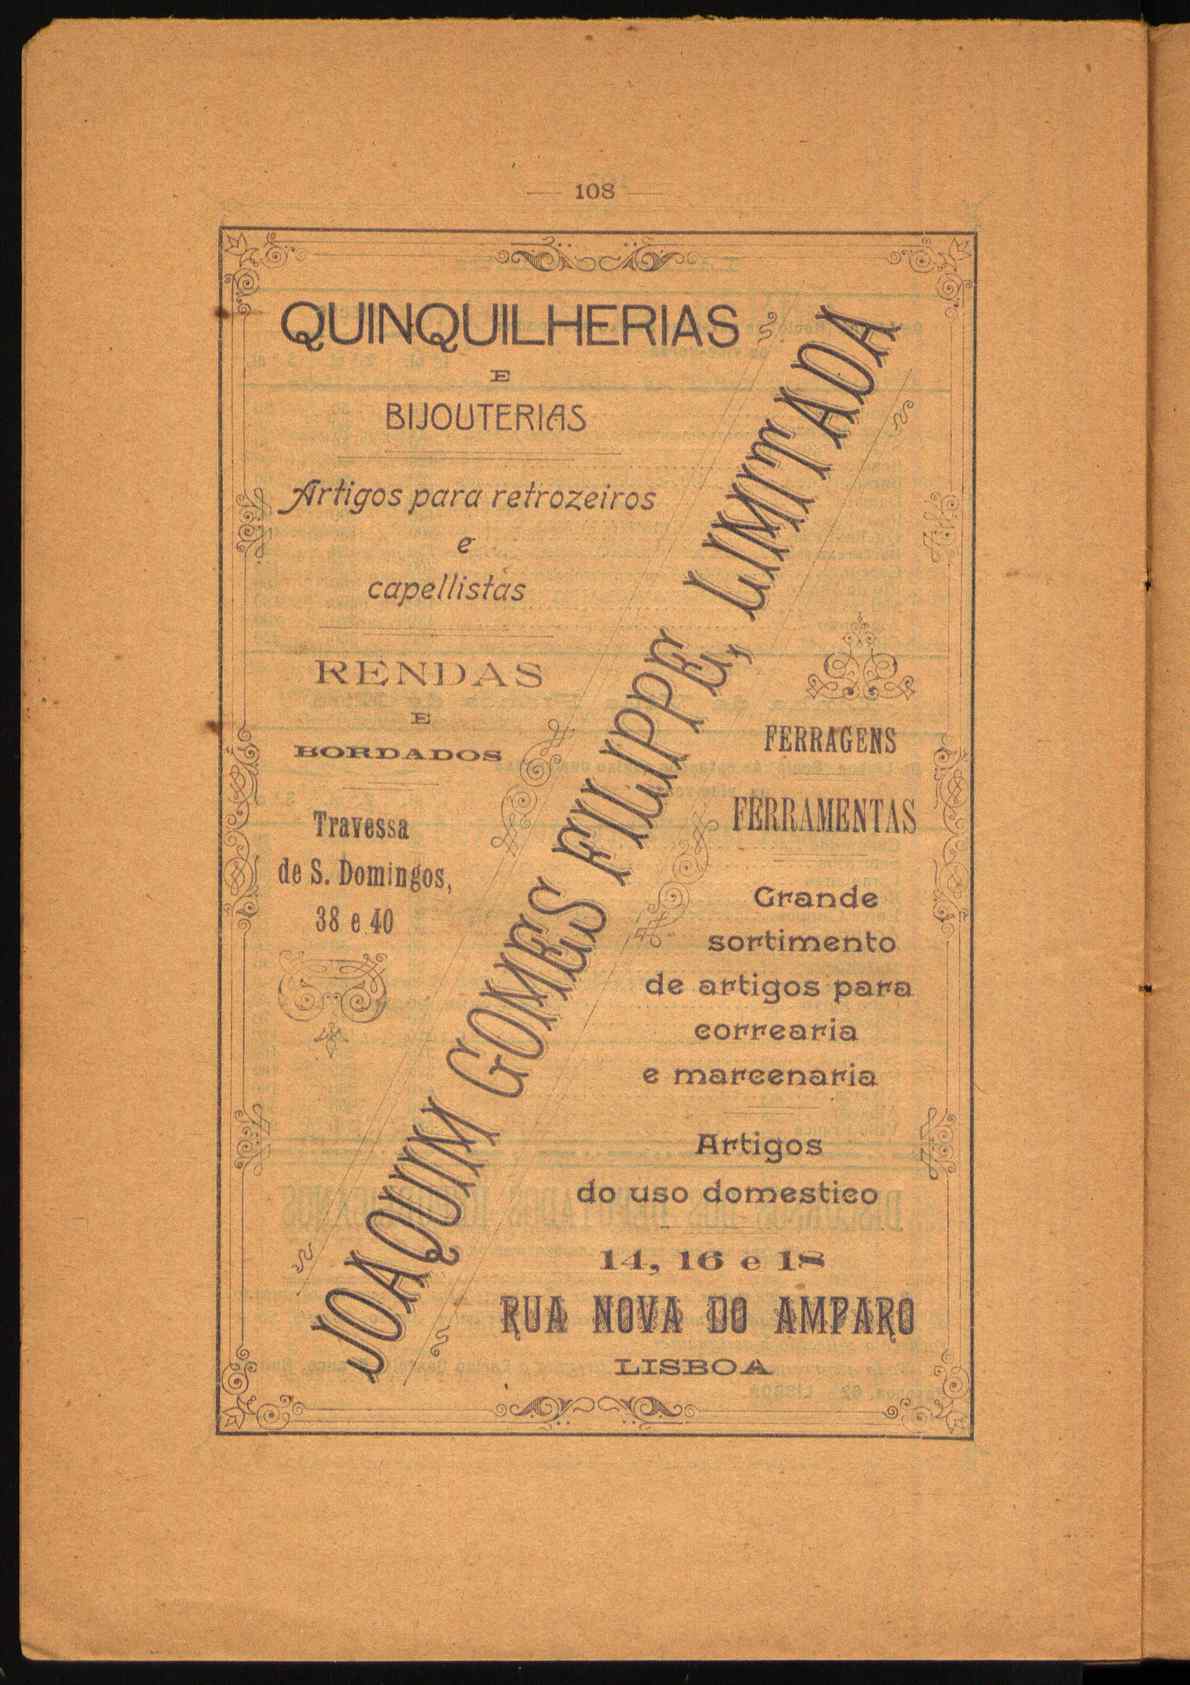 108
QUINQUILHERIAS
E
BIJOUTERIAS
Artigos para retrozeiros
e
capellistas
RENDAS
E
BORDADOS
Travessa
de S. Domingos,
38 e 40
JOAQUIM GOMES FILIPPE, LIMITADA
FERRAGENS
FERRAMENTAS
Grande
sortimento
de artigos para
correaria
e marcenaria
Artigos
do uso domestico
14, 16 e 18
RUA NOVA DO AMPARO
LISBOA